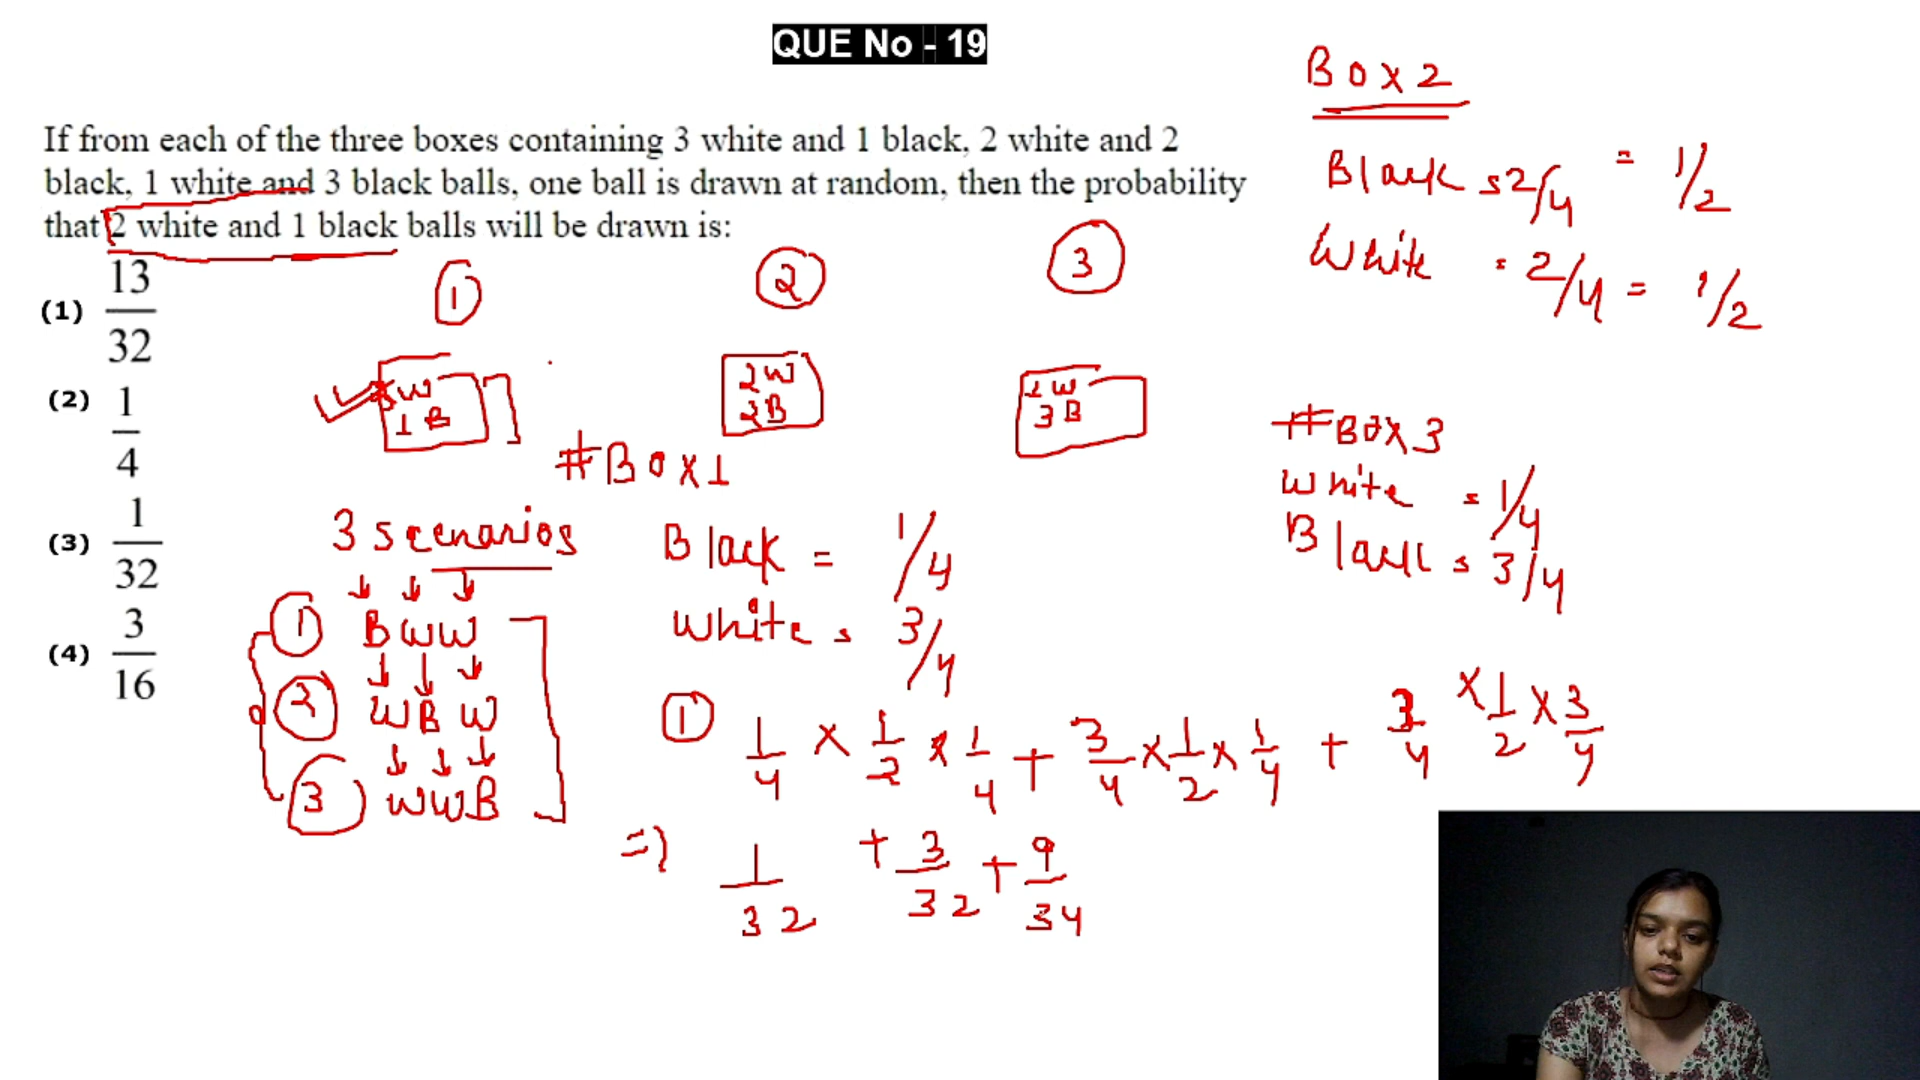 QUE No - 19
If from each of the three boxes containing 3 white and 1 black, 2 white and 2
black, 1 white and 3 black balls, one ball is drawn at random, then the probability
that 2 white and 1 black balls will be drawn is:
(1) 13/32
(2) 1/4
(3) 1/32
(4) 3/16
1
2
3
3W
1B
2W
2B
1W
3B
3 scenarios
1 BWW
2 WBW
3 WWB
#Box1
Black = 1/4
white = 3/4
Box2
Black = 2/4 = 1/2
White = 2/4 = 1/2
#Box3
White = 1/4
Black = 3/4
1 1/4 × 1/2 × 1/4 + 3/4 × 1/2 × 1/4 + 3/4 × 1/2 × 3/4
=> 1/32 + 3/32 + 9/34